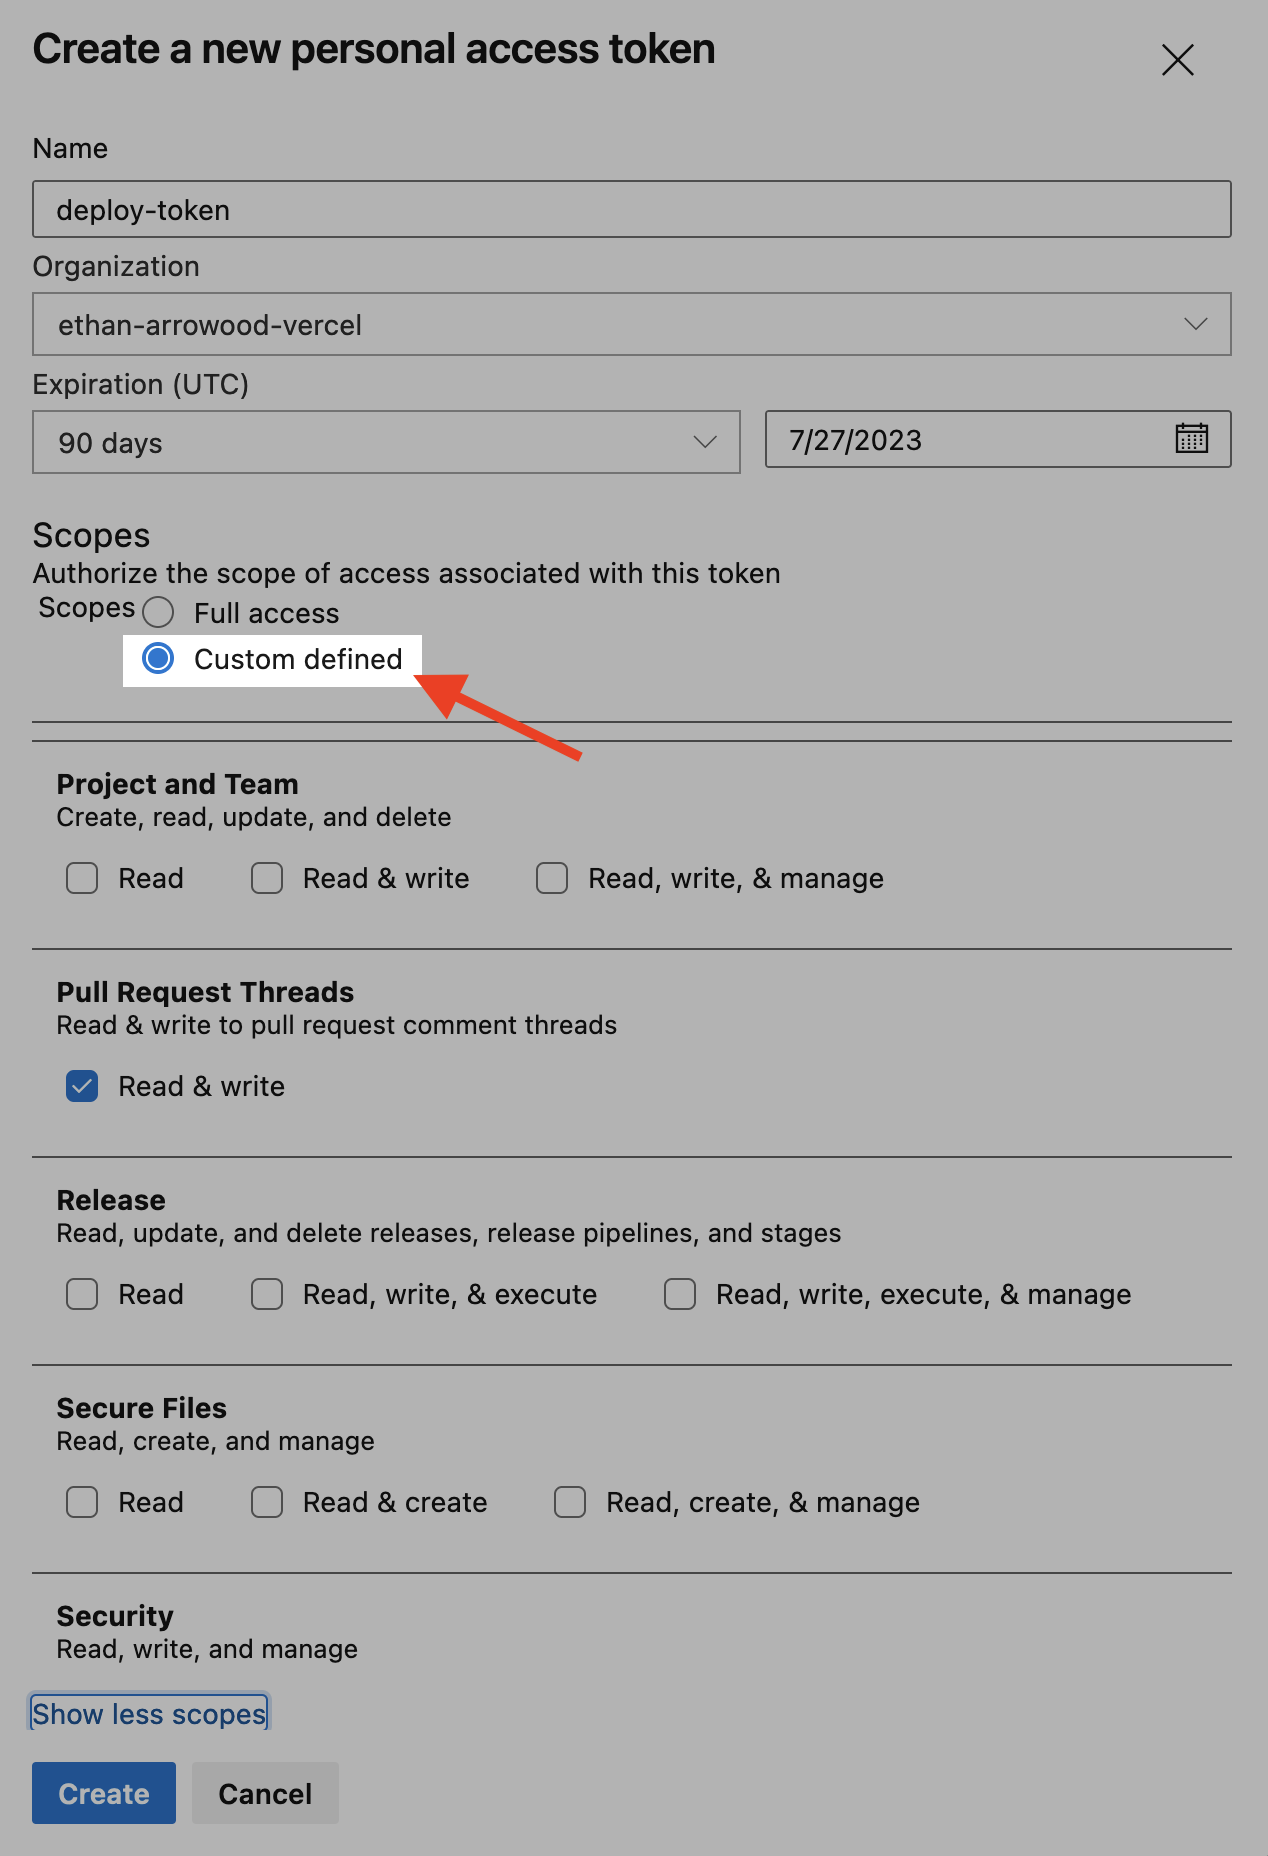 Create a new personal access token
Name
deploy-token
Organization
ethan-arrowood-vercel
Expiration (UTC)
90 days 7/27/2023
Scopes
Authorize the scope of access associated with this token
Scopes Full access
Custom defined
Project and Team
Create, read, update, and delete
Read Read & write Read, write, & manage
Pull Request Threads
Read & write to pull request comment threads
Read & write
Release
Read, update, and delete releases, release pipelines, and stages
Read Read, write, & execute Read, write, execute, & manage
Secure Files
Read, create, and manage
Read Read & create Read, create, & manage
Security
Read, write, and manage
Show less scopes
Create Cancel